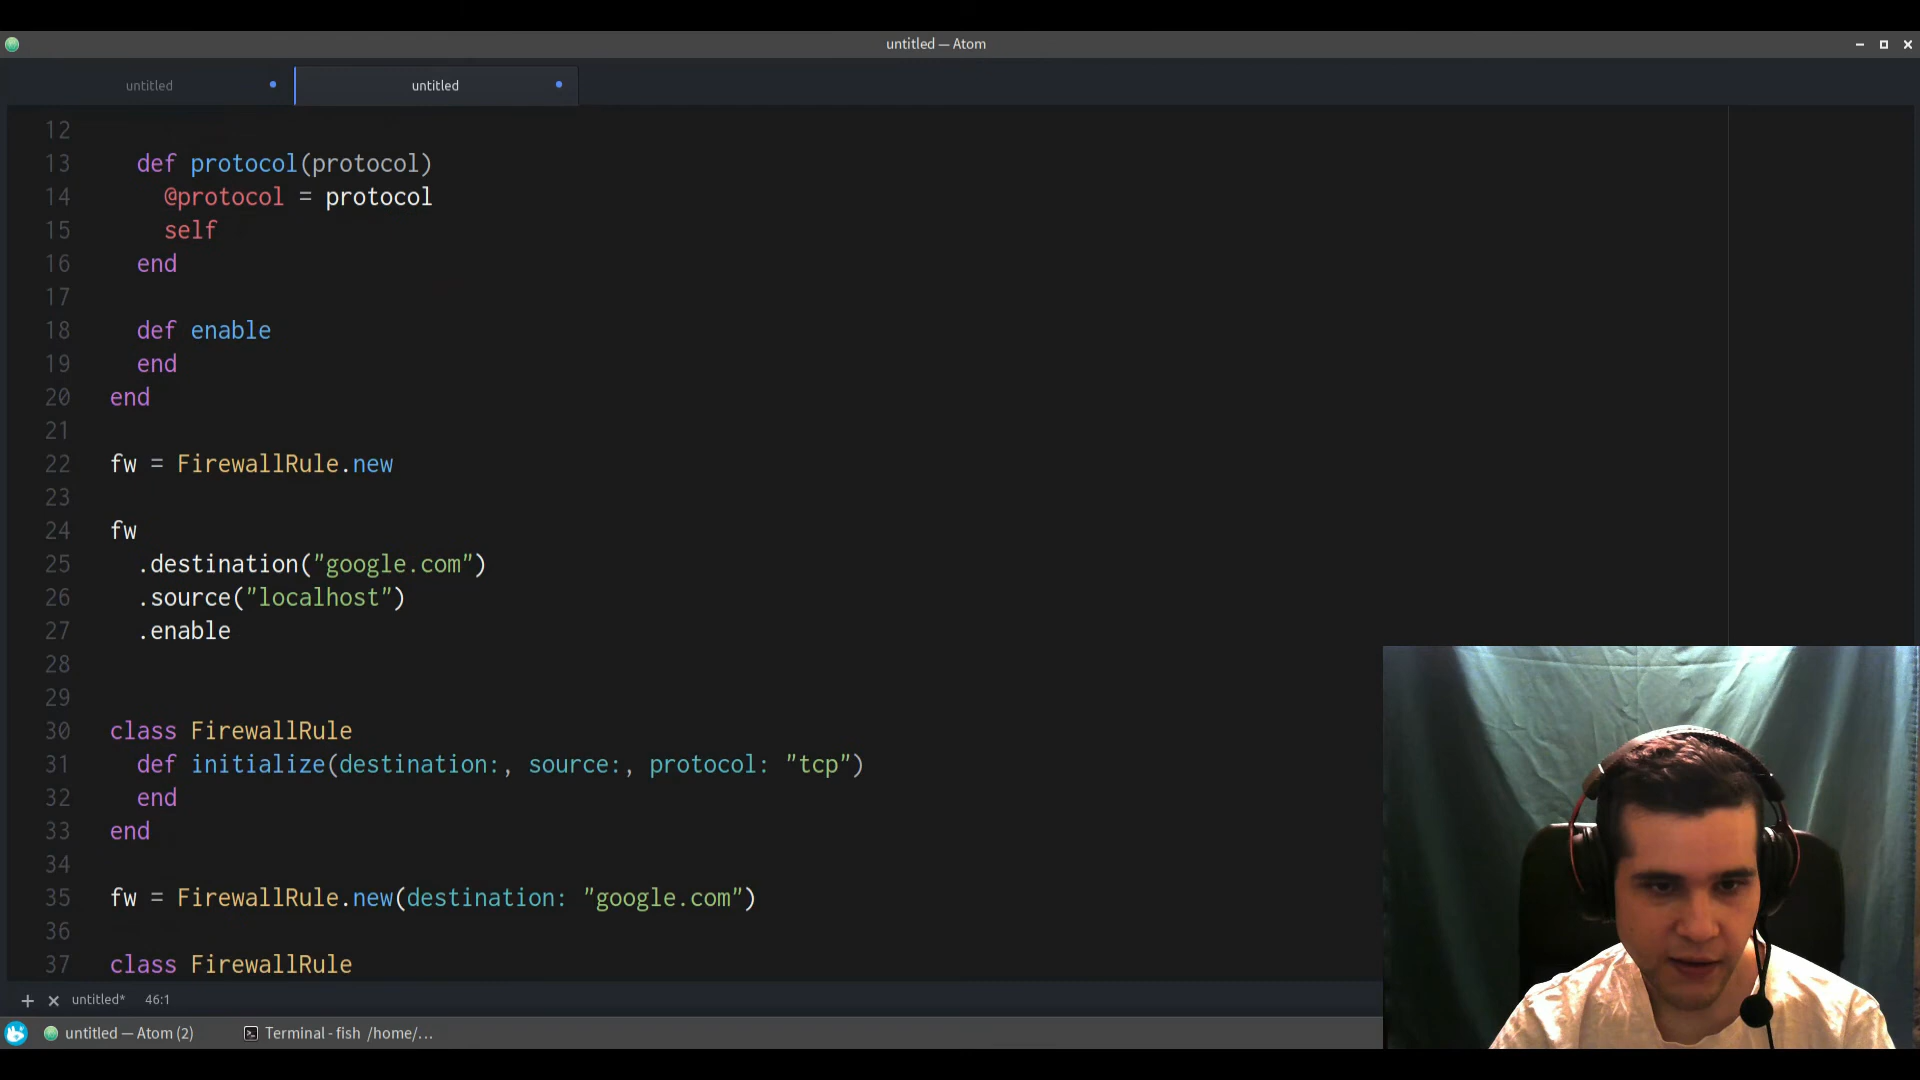 untitled — Atom
untitled
untitled
12
13 def protocol(protocol)
14 @protocol = protocol
15 self
16 end
17
18 def enable
19 end
20 end
21
22 fw = FirewallRule.new
23
24 fw
25 .destination("google.com")
26 .source("localhost")
27 .enable
28
29
30 class FirewallRule
31 def initialize(destination:, source:, protocol: "tcp")
32 end
33 end
34
35 fw = FirewallRule.new(destination: "google.com")
36
37 class FirewallRule
untitled* 46:1
untitled — Atom (2) Terminal - fish /home/...